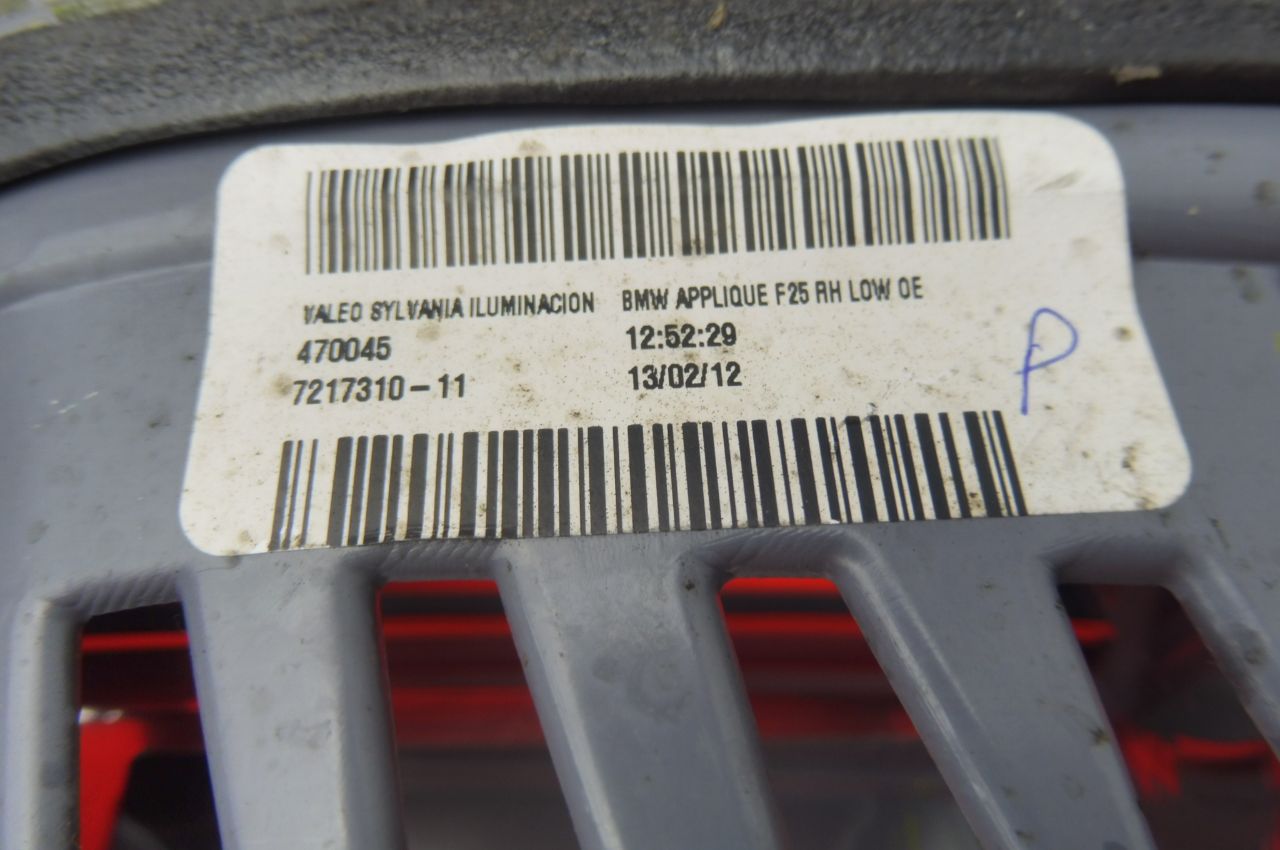 VALEO SYLVANIA ILUMINACION BMW APPLIQUE F25 RH LOW OE
470045 12:52:29
7217310-11 13/02/12
P